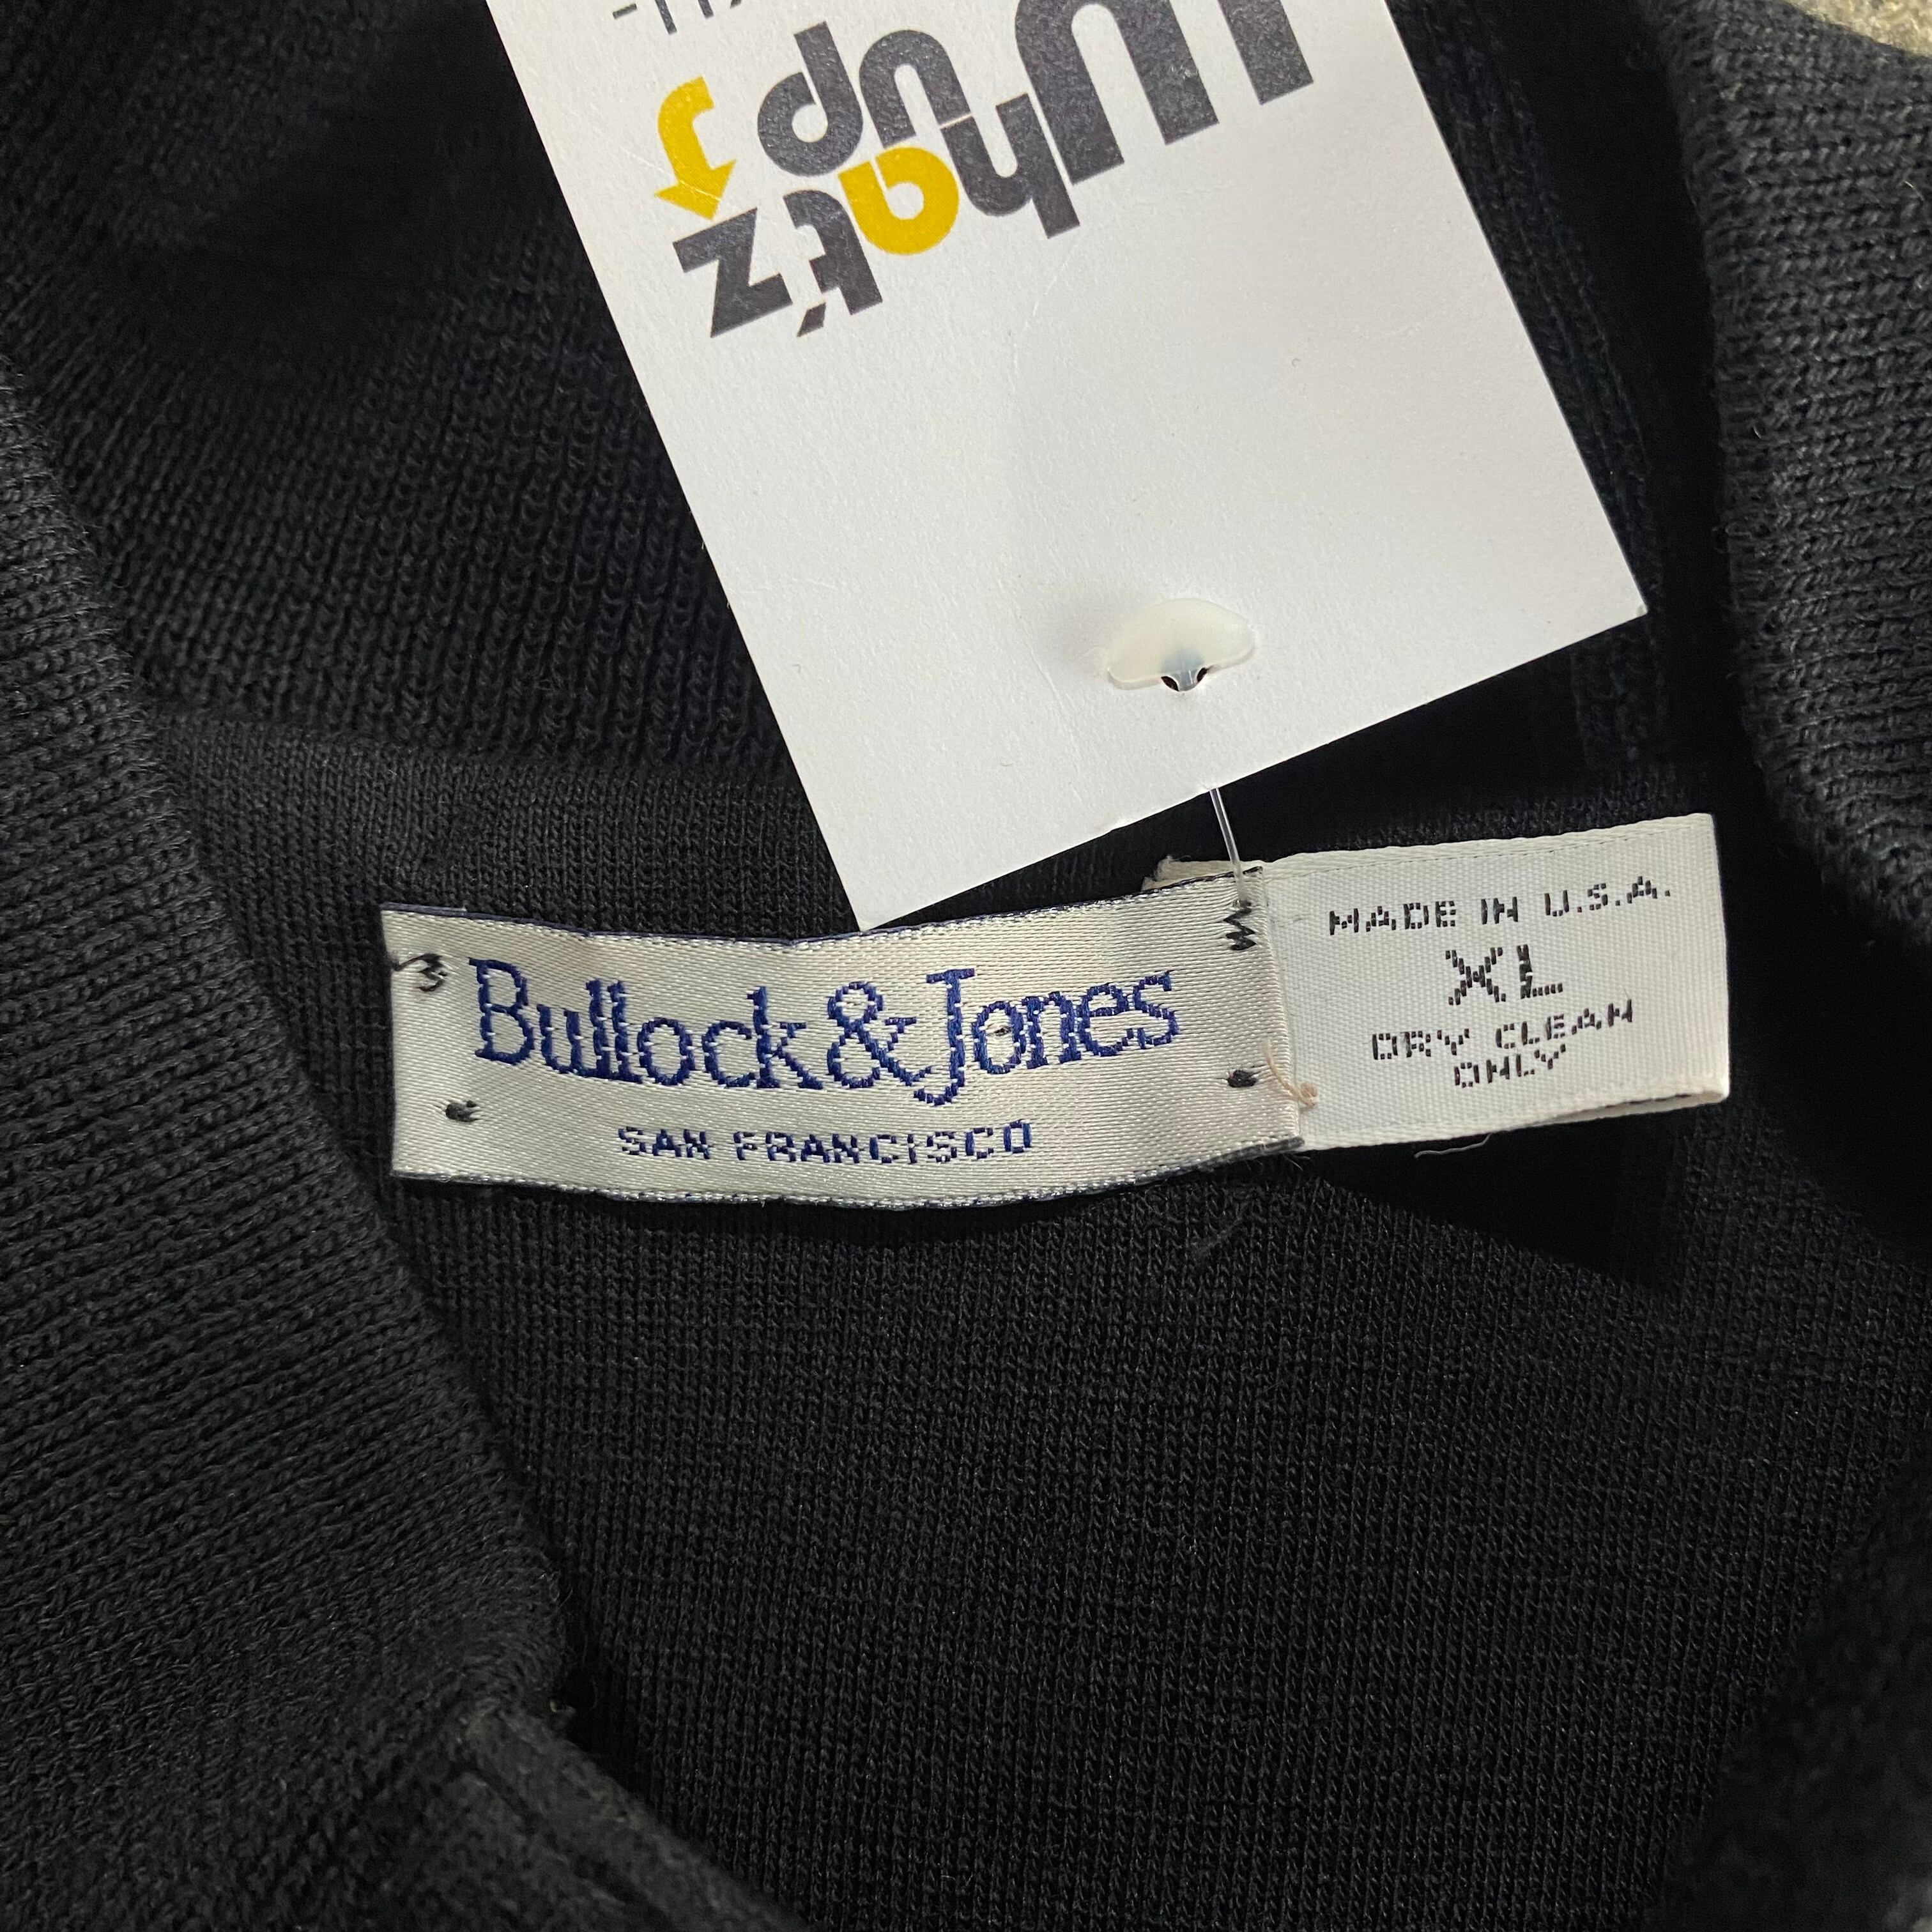 Whatz
up
Bullock & Jones
SAN FRANCISCO
MADE IN U.S.A.
XL
DRY CLEAN
ONLY